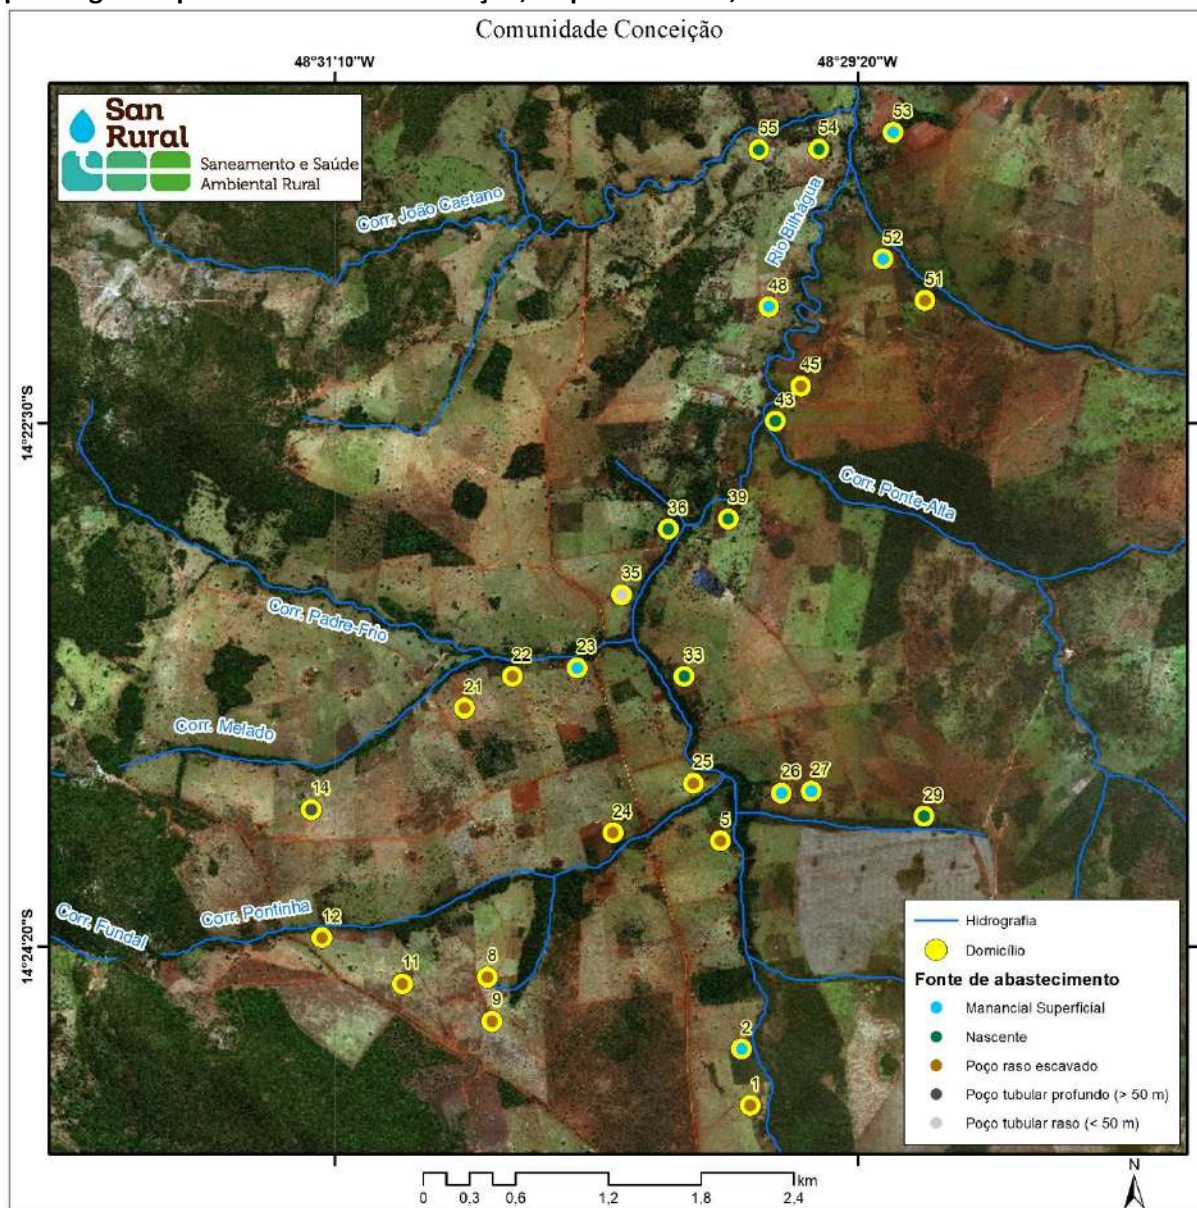 Comunidade Conceição
48°31'10"W
48°29'20"W
San
Rural
Saneamento e Saúde
Ambiental Rural
53
55
54
Corr. João Caetano
Rio Bilhágua
52
51
48
45
14°22'30"S
43
Corr. Ponte-Alta
39
36
35
Corr. Padre-Frio
23
22
33
21
Corr. Melado
25
26
27
14
29
24
5
Corr. Pontinha
Corr. Fundal
12
14°24'20"S
8
11
9
2
1
Hidrografia
Domicílio
Fonte de abastecimento
Manancial Superficial
Nascente
Poço raso escavado
Poço tubular profundo (> 50 m)
Poço tubular raso (< 50 m)
km
0 0,3 0,6 1,2 1,8 2,4
N